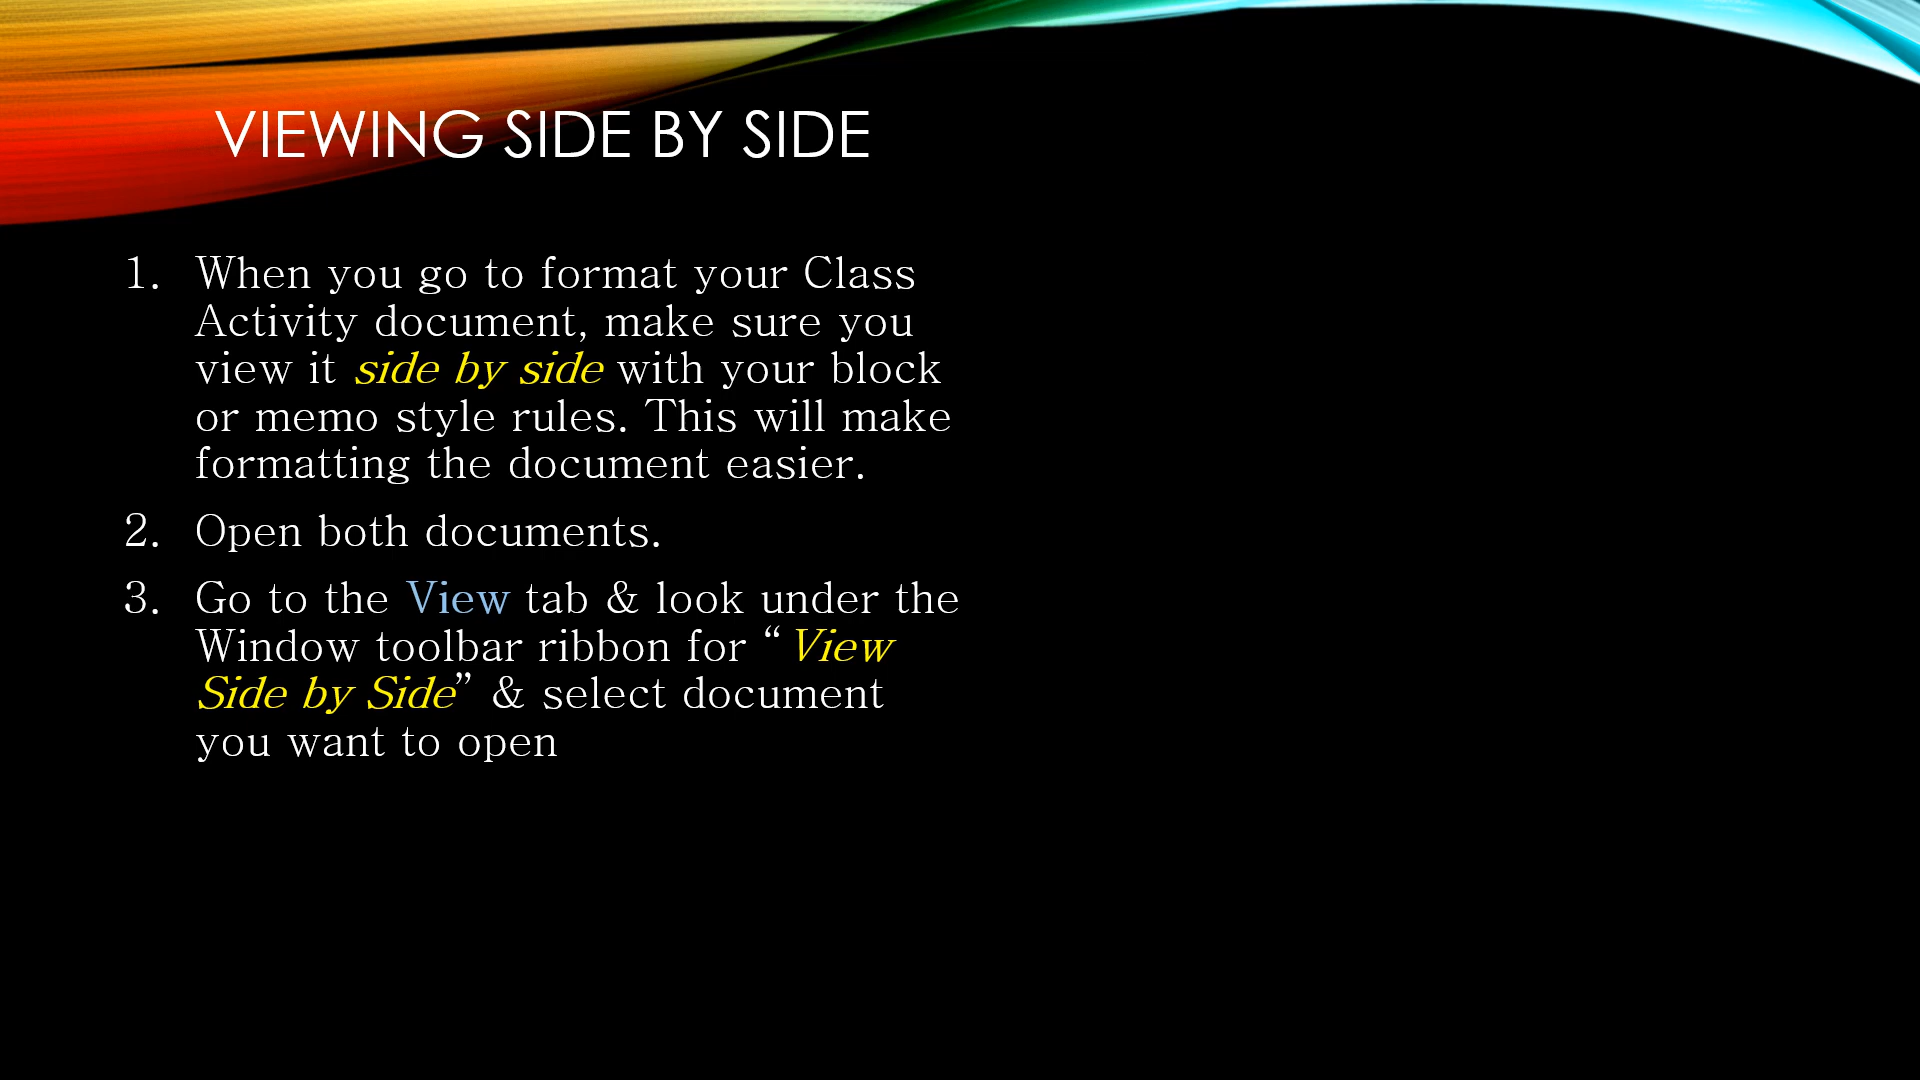 VIEWING SIDE BY SIDE
1. When you go to format your Class
Activity document, make sure you
view it side by side with your block
or memo style rules. This will make
formatting the document easier.
2. Open both documents.
3. Go to the View tab & look under the
Window toolbar ribbon for “View
Side by Side” & select document
you want to open